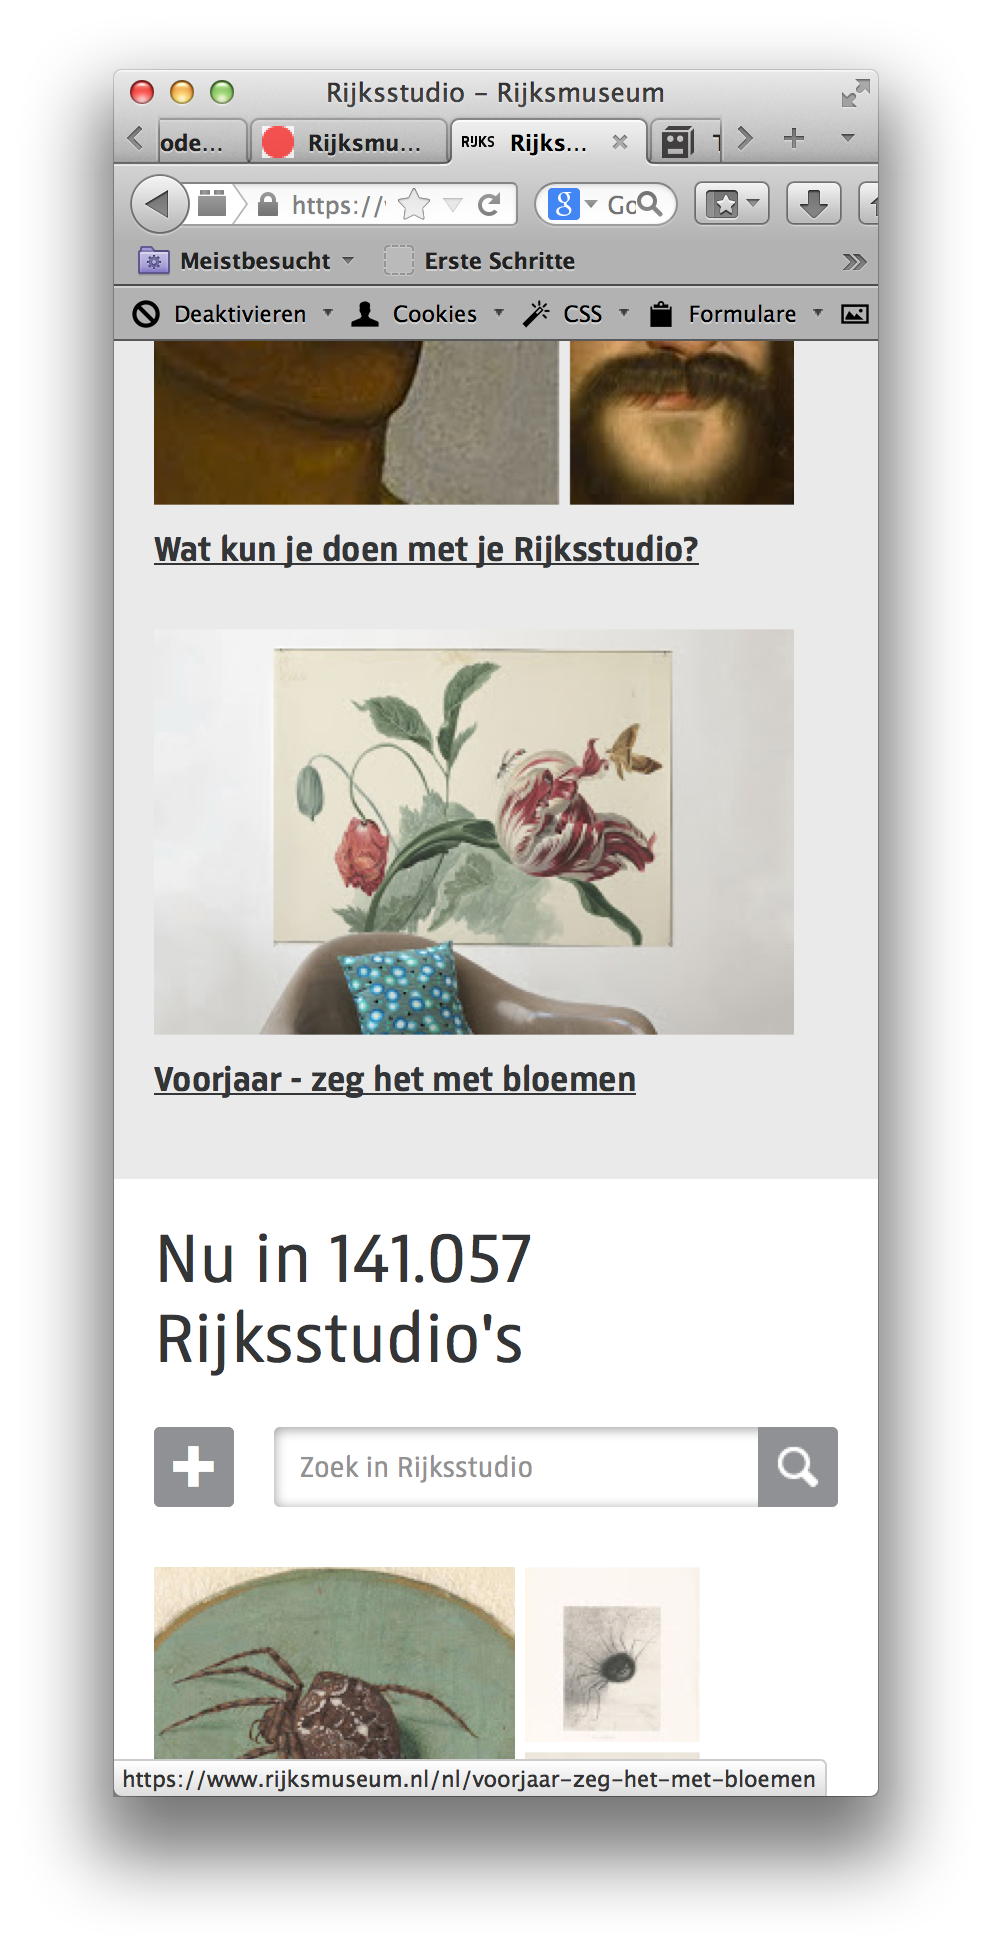 Rijksstudio – Rijksmuseum
ode...
Rijksmu...
RIJKS Rijks...
https://
g Go
Meistbesucht
Erste Schritte
Deaktivieren
Cookies
CSS
Formulare
Wat kun je doen met je Rijksstudio?
Voorjaar - zeg het met bloemen
Nu in 141.057
Rijksstudio's
Zoek in Rijksstudio
https://www.rijksmuseum.nl/nl/voorjaar-zeg-het-met-bloemen